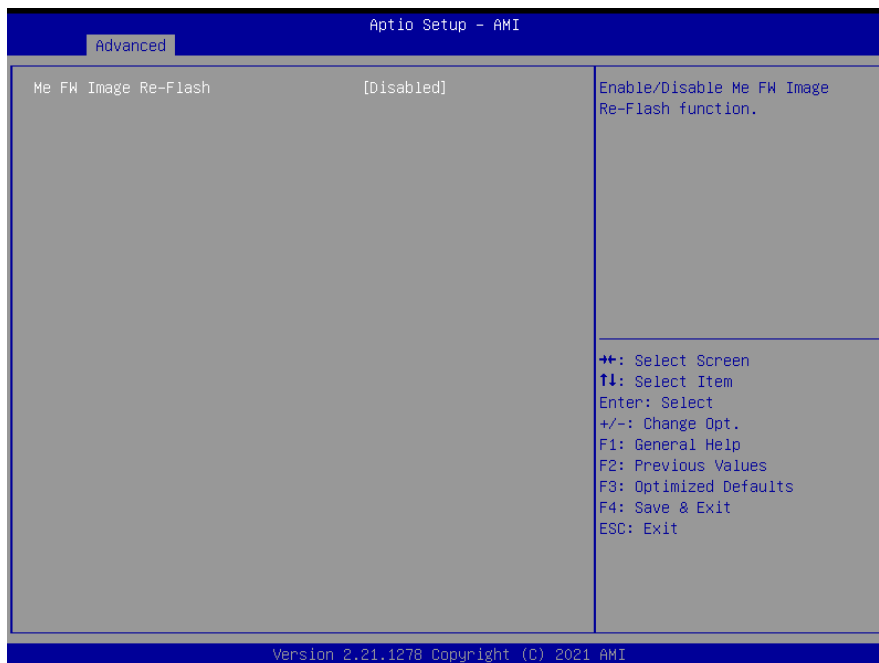 Aptio Setup – AMI
Advanced
Me FW Image Re-Flash [Disabled]
Enable/Disable Me FW Image
Re-Flash function.
→←: Select Screen
↑↓: Select Item
Enter: Select
+/-: Change Opt.
F1: General Help
F2: Previous Values
F3: Optimized Defaults
F4: Save & Exit
ESC: Exit
Version 2.21.1278 Copyright (C) 2021 AMI